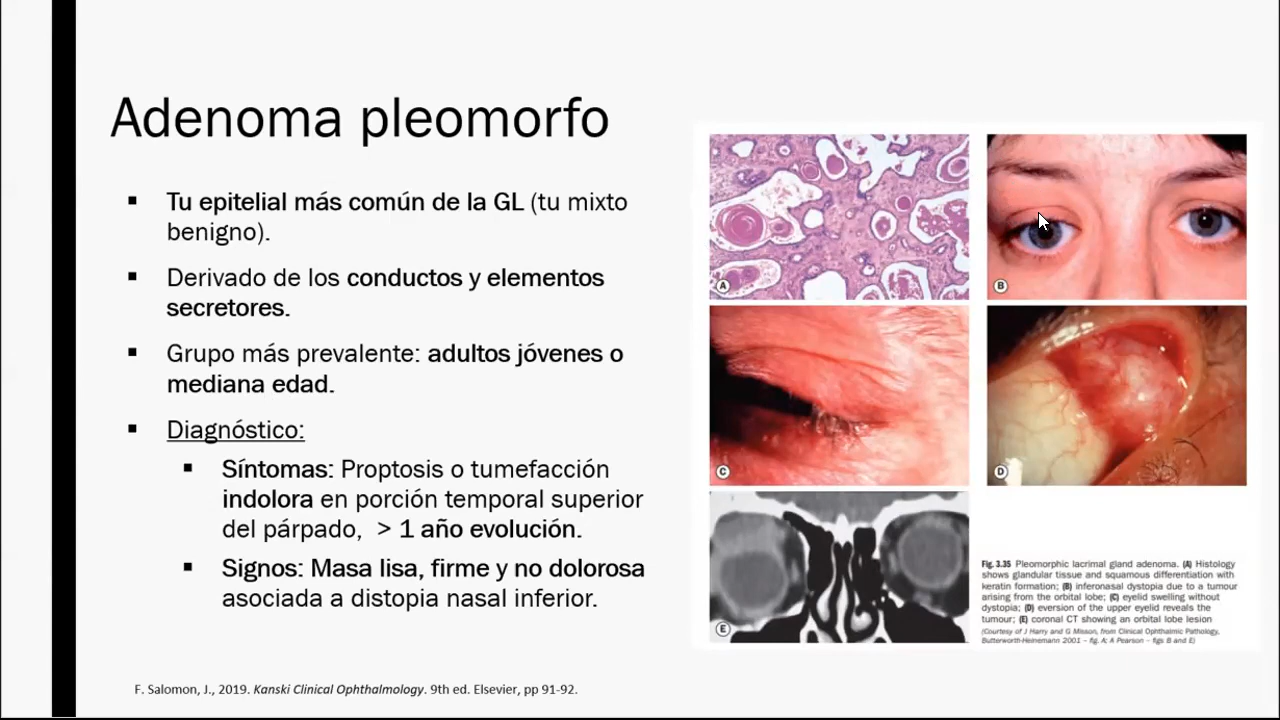 Adenoma pleomorfo
▪ Tu epitelial más común de la GL (tu mixto
benigno).
▪ Derivado de los conductos y elementos
secretores.
▪ Grupo más prevalente: adultos jóvenes o
mediana edad.
▪ Diagnóstico:
▪ Síntomas: Proptosis o tumefacción
indolora en porción temporal superior
del párpado, > 1 año evolución.
▪ Signos: Masa lisa, firme y no dolorosa
asociada a distopia nasal inferior.
A
B
C
D
E
Fig. 3.35 Pleomorphic lacrimal gland adenoma. (A) Histology
shows glandular tissue and squamous differentiation with
keratin formation; (B) inferonasal dystopia due to a tumour
arising from the orbital lobe; (C) eyelid swelling without
dystopia; (D) eversion of the upper eyelid reveals the
tumour; (E) coronal CT showing an orbital lobe lesion
(Courtesy of J Harry and G Misson, from Clinical Ophthalmic Pathology,
Butterworth-Heinemann 2001 – fig. A; A Pearson – figs B and E)
F. Salomon, J., 2019. Kanski Clinical Ophthalmology. 9th ed. Elsevier, pp 91-92.